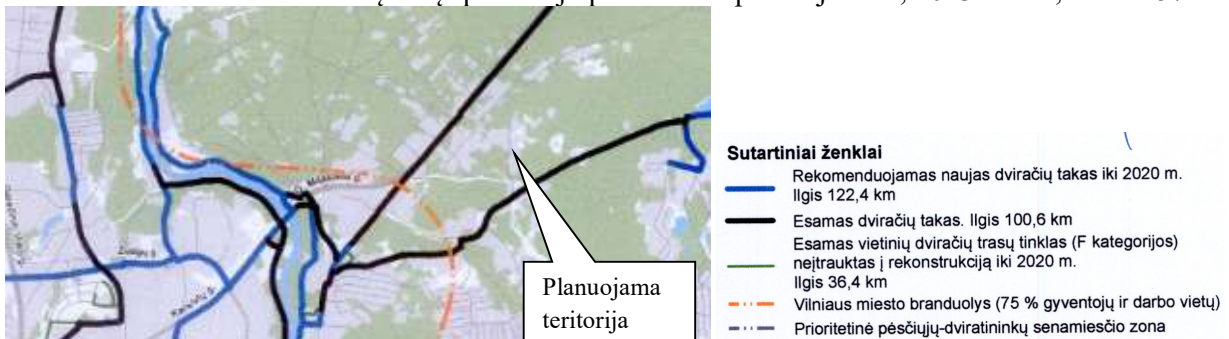 Žalgirio g.
Kalvarijų g.
Planuojama
teritorija
Sutartiniai ženklai
Rekomenduojamas naujas dviračių takas iki 2020 m.
Ilgis 122,4 km
Esamas dviračių takas. Ilgis 100,6 km
Esamas vietinių dviračių trasų tinklas (F kategorijos)
neįtrauktas į rekonstrukciją iki 2020 m.
Ilgis 36,4 km
Vilniaus miesto branduolys (75 % gyventojų ir darbo vietų)
Prioritetinė pėsčiųjų-dviratininkų senamiesčio zona